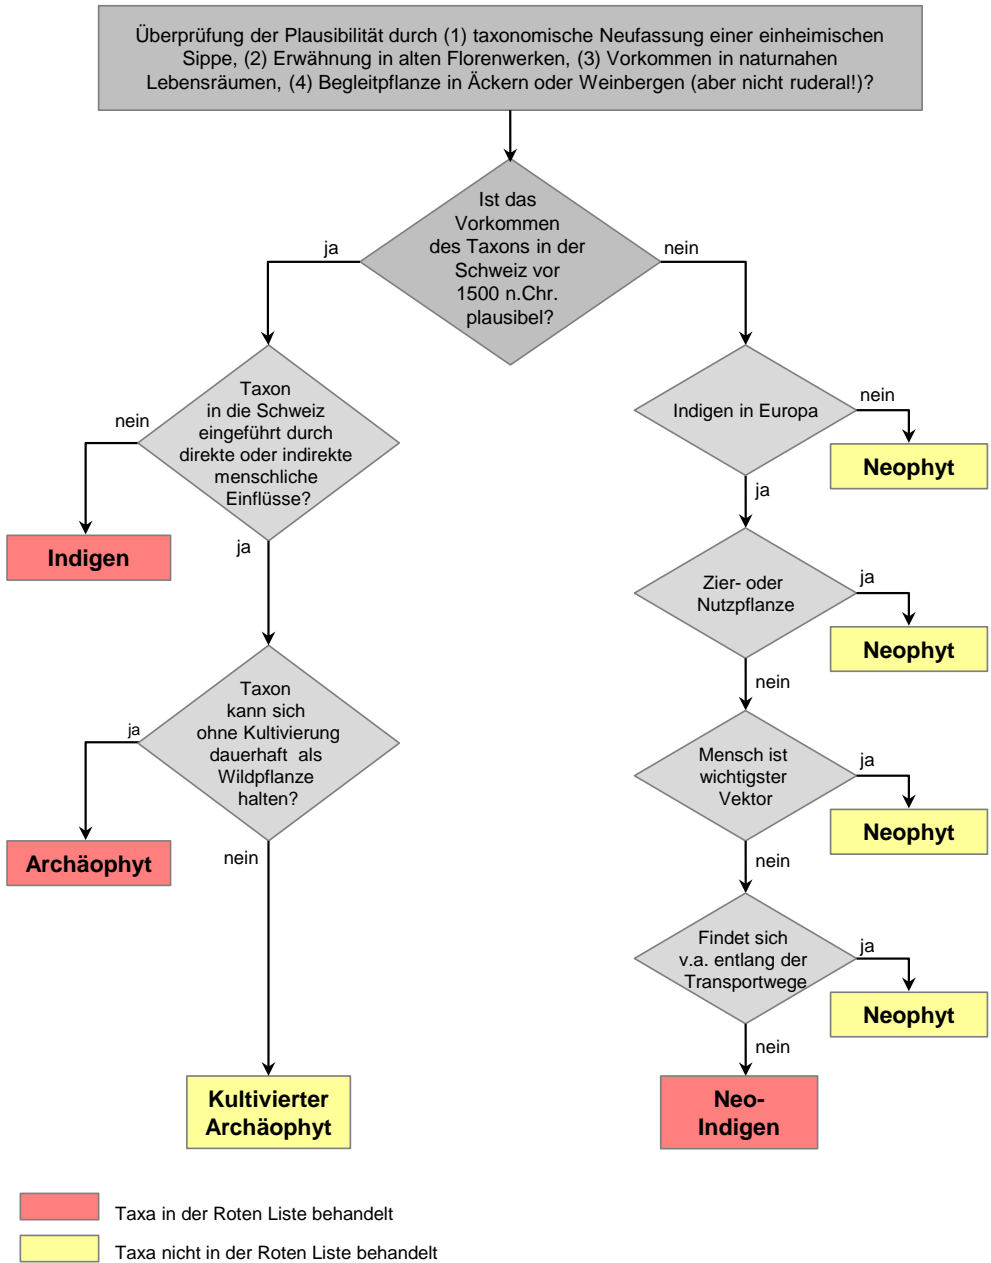 Überprüfung der Plausibilität durch (1) taxonomische Neufassung einer einheimischen
Sippe, (2) Erwähnung in alten Florenwerken, (3) Vorkommen in naturnahen
Lebensräumen, (4) Begleitpflanze in Äckern oder Weinbergen (aber nicht ruderal!)?
Ist das
Vorkommen
des Taxons in der
Schweiz vor
1500 n.Chr.
plausibel?
ja
nein
Taxon
in die Schweiz
eingeführt durch
direkte oder indirekte
menschliche
Einflüsse?
nein
Indigen
ja
Taxon
kann sich
ohne Kultivierung
dauerhaft als
Wildpflanze
halten?
ja
Archäophyt
nein
Kultivierter
Archäophyt
Indigen in Europa
nein
Neophyt
ja
Zier- oder
Nutzpflanze
ja
Neophyt
nein
Mensch ist
wichtigster
Vektor
ja
Neophyt
nein
Findet sich
v.a. entlang der
Transportwege
ja
Neophyt
nein
Neo-
Indigen
Taxa in der Roten Liste behandelt
Taxa nicht in der Roten Liste behandelt